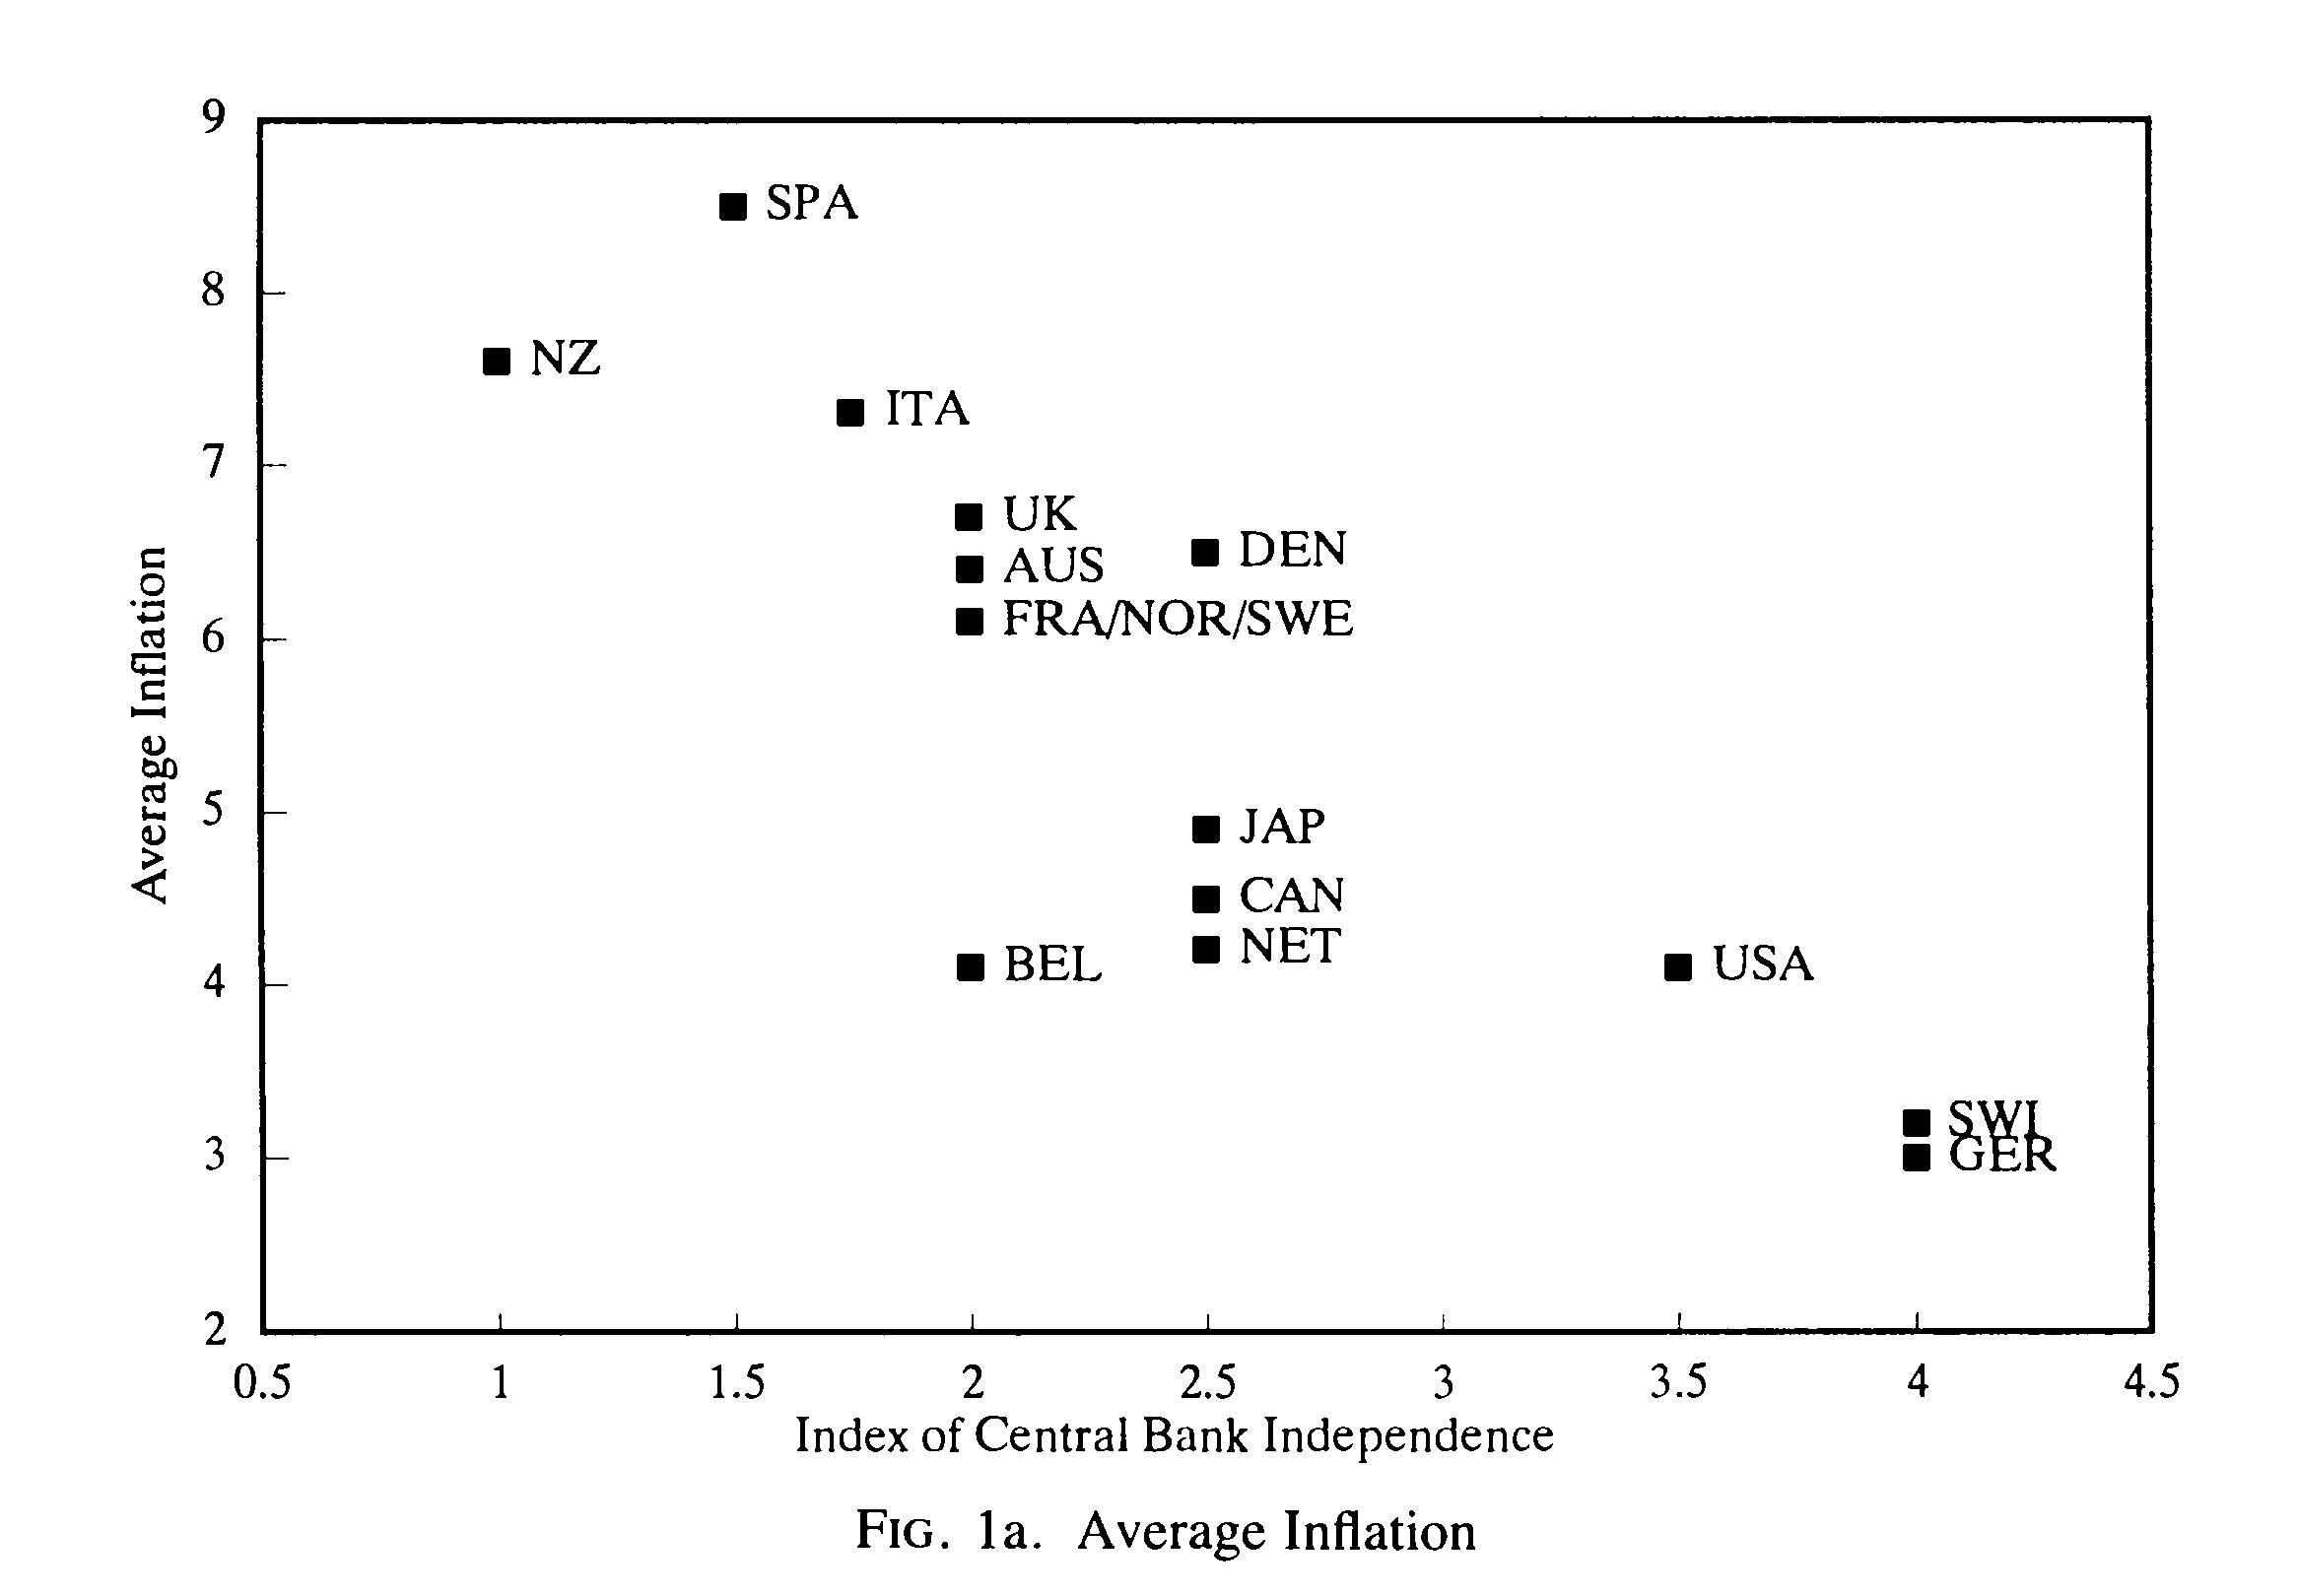 9
SPA
8
NZ
ITA
7
UK
DEN
AUS
FRA/NOR/SWE
6
Average Inflation
5
JAP
CAN
NET
BEL
USA
4
SWI
GER
3
2
0.5 1 1.5 2 2.5 3 3.5 4 4.5
Index of Central Bank Independence
FIG. 1a. Average Inflation